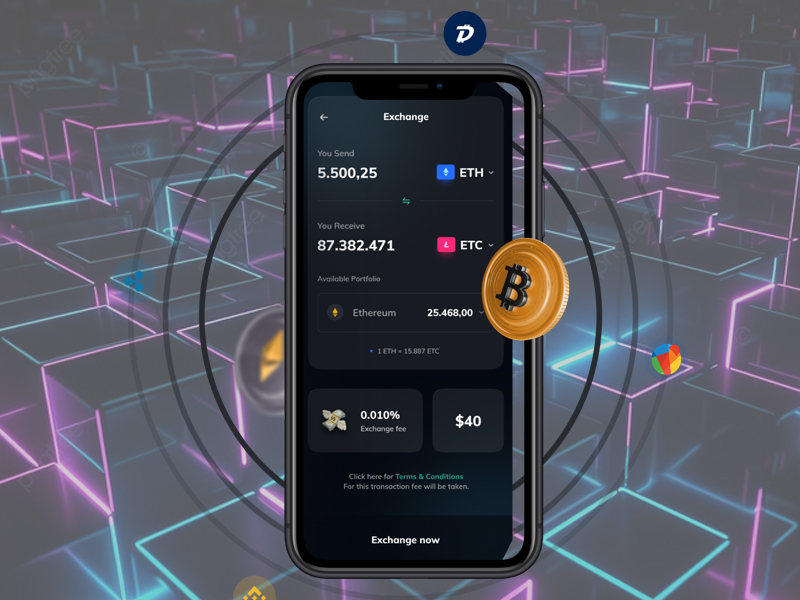 Exchange
You Send
5.500,25
ETH
You Receive
87.382.471
ETC
Available Portfolio
Ethereum
25.468,00
1 ETH = 15.887 ETC
0.010%
Exchange fee
$40
Click here for Terms & Conditions
For this transaction fee will be taken.
Exchange now